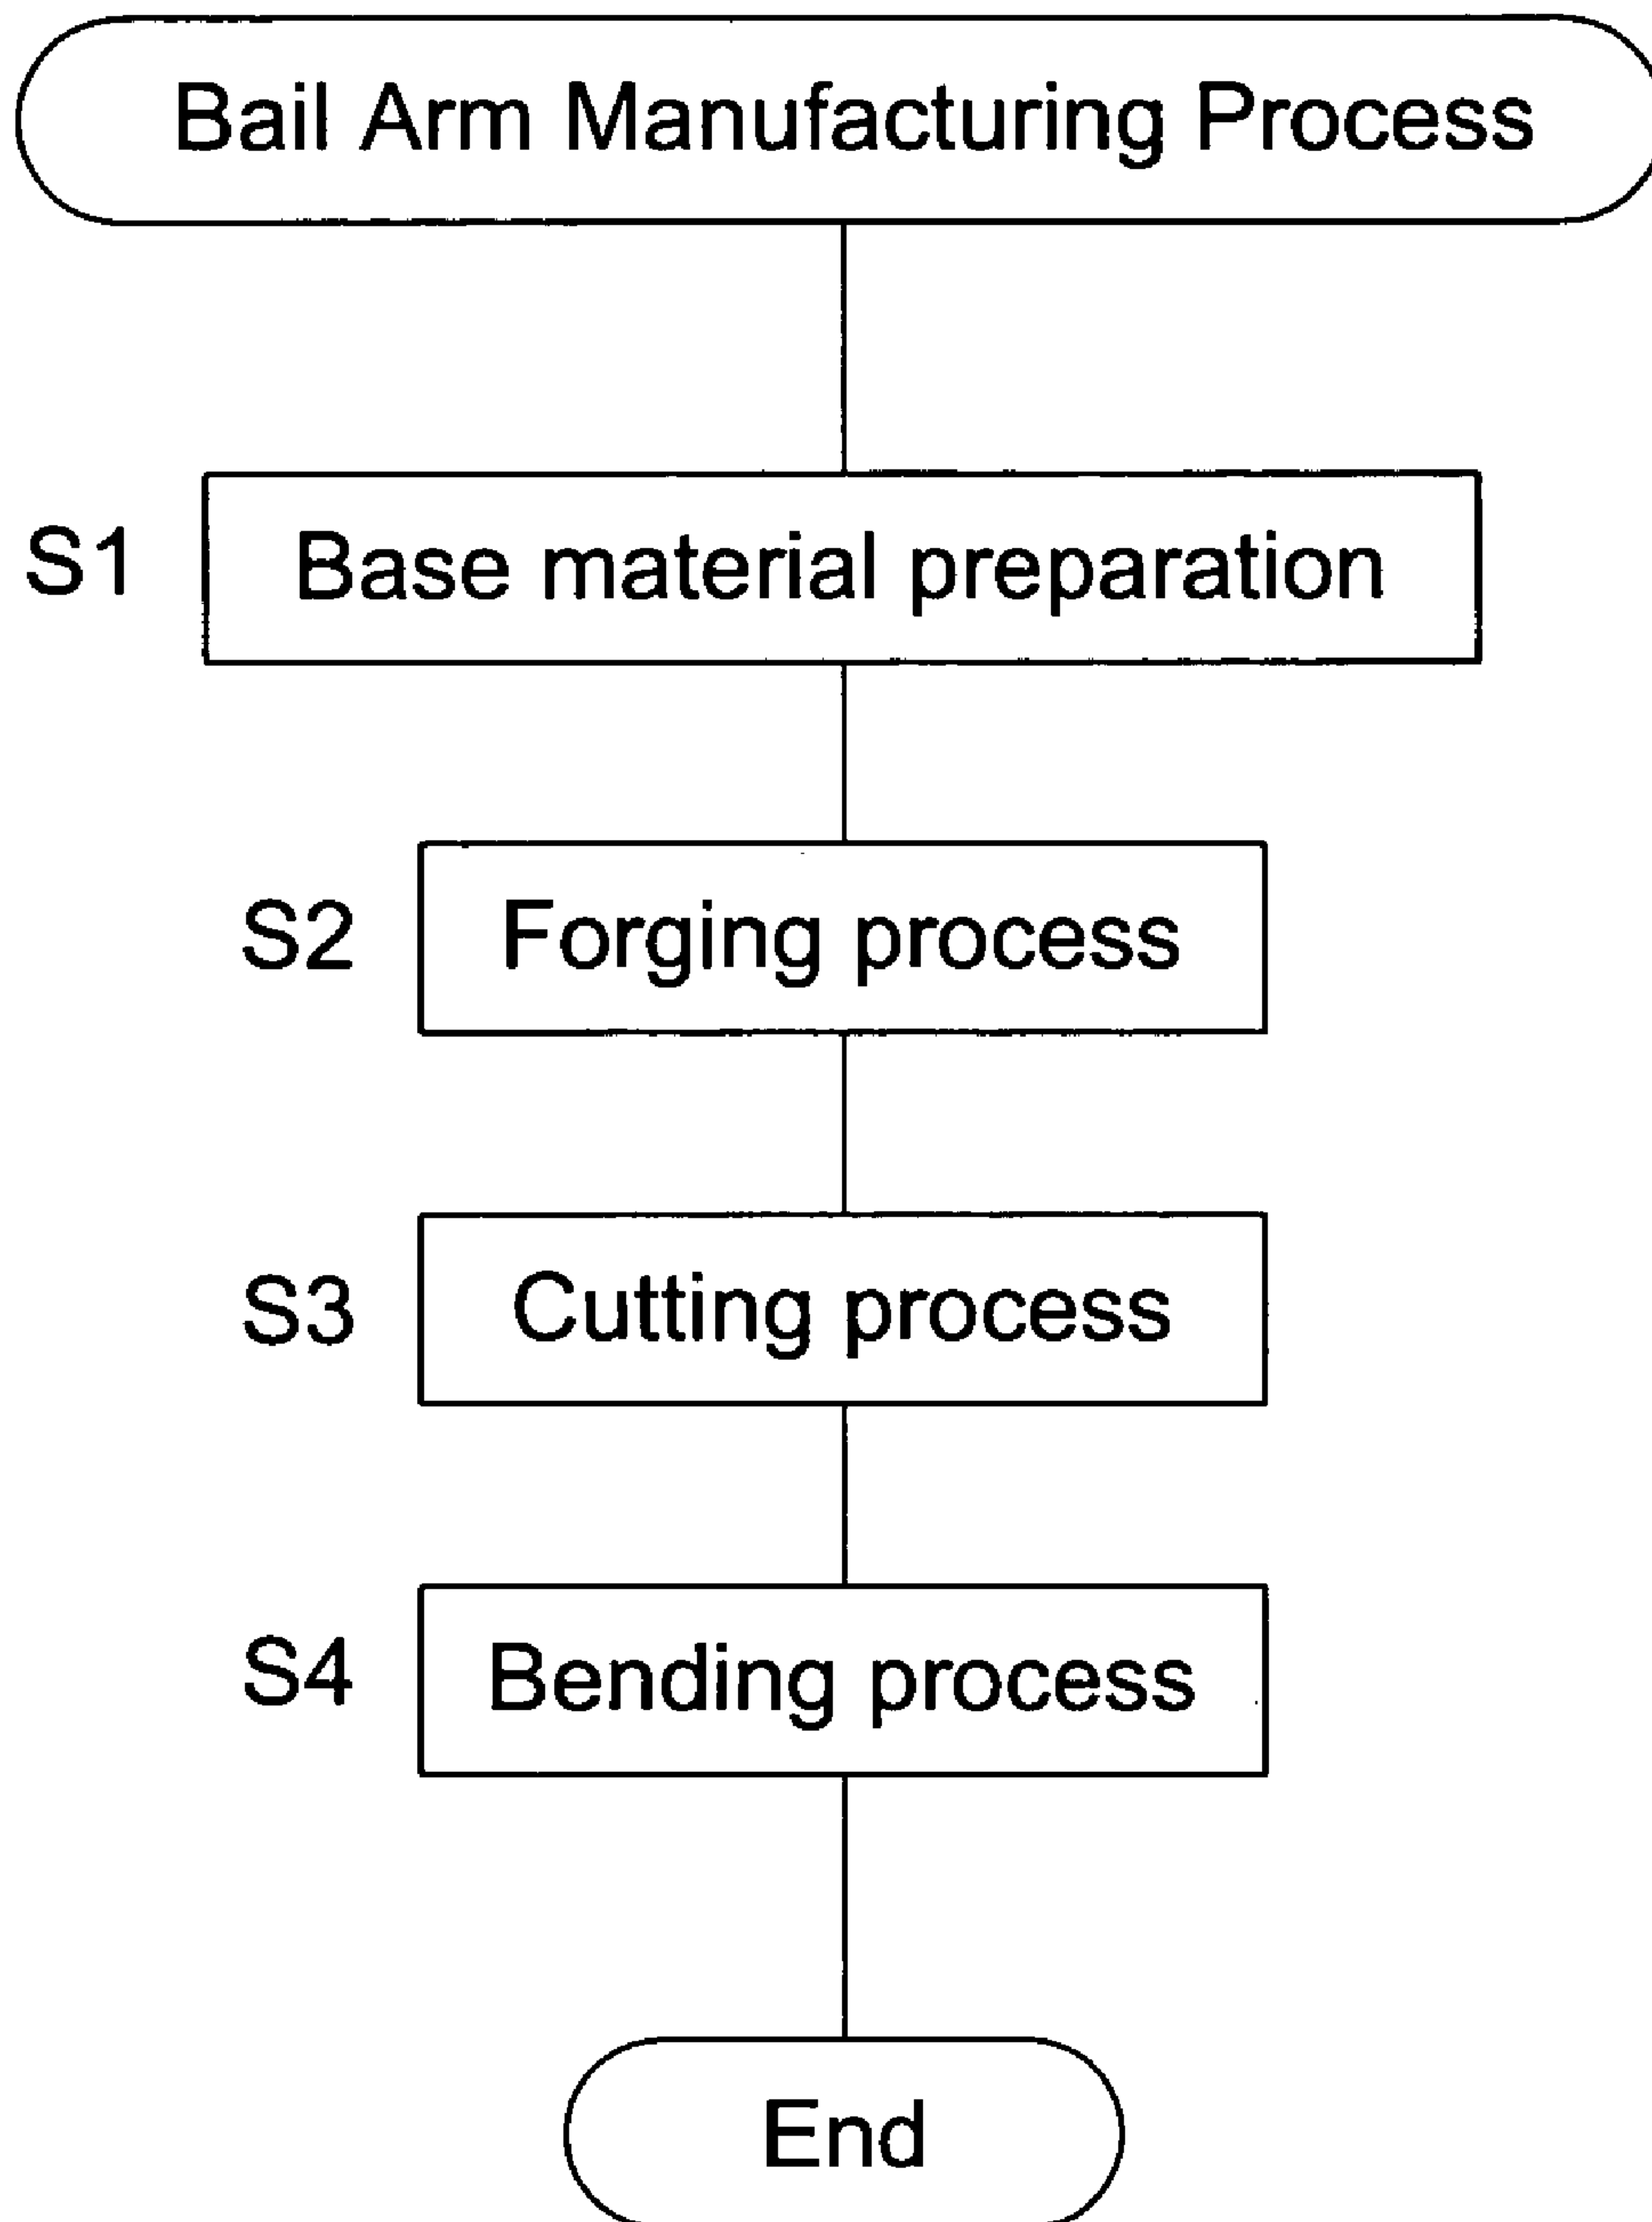 Bail Arm Manufacturing Process
S1 Base material preparation
S2 Forging process
S3 Cutting process
S4 Bending process
End